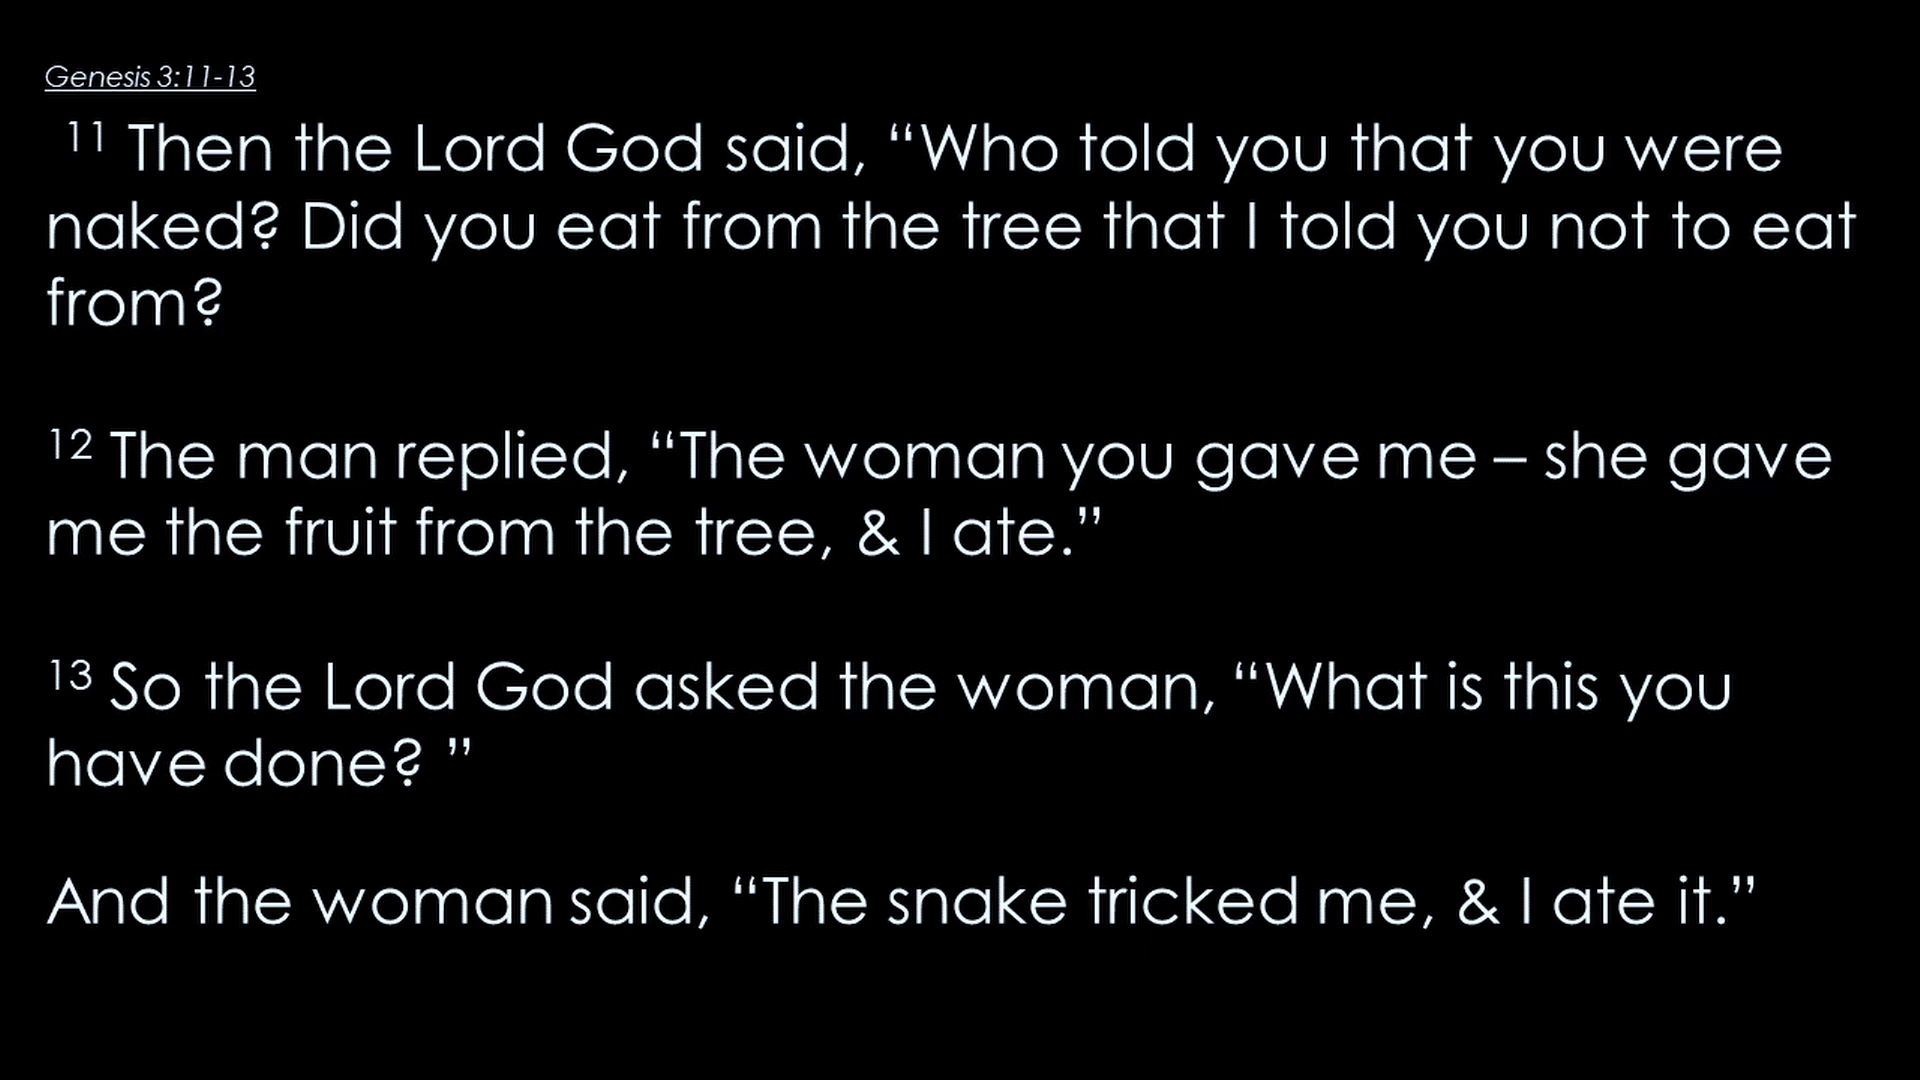 Genesis 3:11-13
11 Then the Lord God said, “Who told you that you were
naked? Did you eat from the tree that I told you not to eat
from?
12 The man replied, “The woman you gave me – she gave
me the fruit from the tree, & I ate.”
13 So the Lord God asked the woman, “What is this you
have done? ”
And the woman said, “The snake tricked me, & I ate it.”